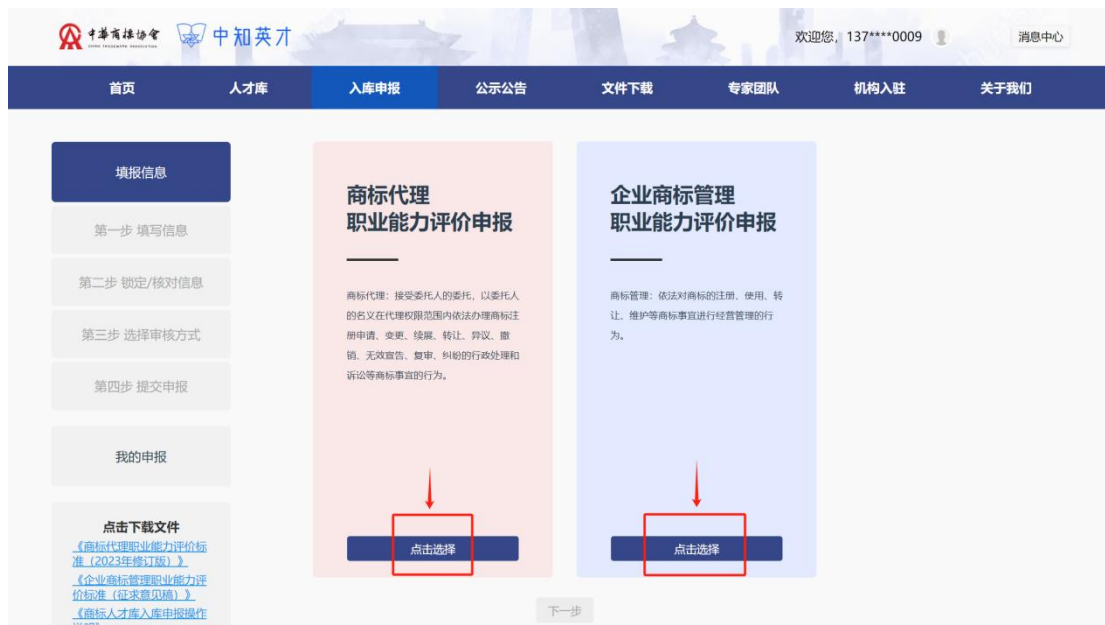 中华商标协会
CHINA TRADEMARK ASSOCIATION
中知英才
欢迎您，137****0009
消息中心
首页
人才库
入库申报
公示公告
文件下载
专家团队
机构入驻
关于我们
填报信息
第一步 填写信息
第二步 锁定/核对信息
第三步 选择审核方式
第四步 提交申报
我的申报
点击下载文件
《商标代理职业能力评价标
准（2023年修订版）》
《企业商标管理职业能力评
价标准（征求意见稿）》
《商标人才库入库申报操作
商标代理
职业能力评价申报
商标代理：接受委托人的委托，以委托人
的名义在代理权限范围内依法办理商标注
册申请、变更、续展、转让、异议、撤
销、无效宣告、复审、纠纷的行政处理和
诉讼等商标事宜的行为。
点击选择
企业商标管理
职业能力评价申报
商标管理：依法对商标的注册、使用、转
让、维护等商标事宜进行经营管理的行
为。
点击选择
下一步